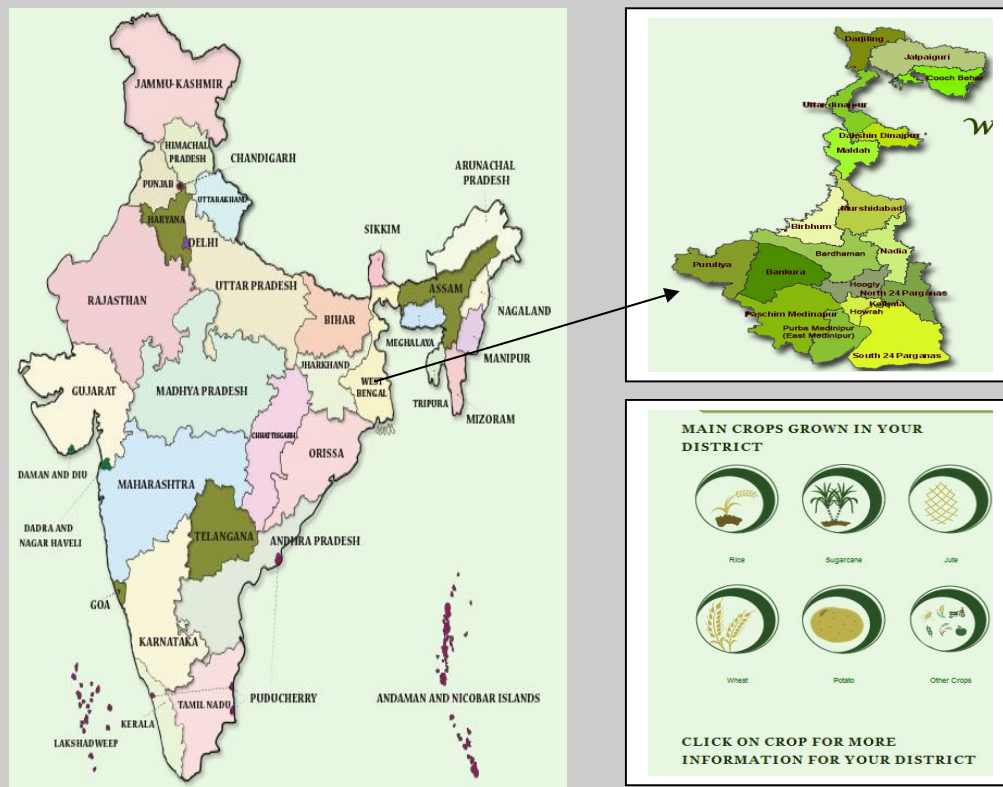 JAMMU-KASHMIR
HIMACHAL
PRADESH
CHANDIGARH
PUNJAB
UTTARAKHAND
HARYANA
DELHI
ARUNACHAL
PRADESH
SIKKIM
RAJASTHAN
UTTAR PRADESH
ASSAM
BIHAR
NAGALAND
MEGHALAYA
MANIPUR
JHARKHAND
GUJARAT
MADHYA PRADESH
WEST
BENGAL
TRIPURA
MIZORAM
CHHATTISGARH
ORISSA
DAMAN AND DIU
MAHARASHTRA
DADRA AND
NAGAR HAVELI
TELANGANA
ANDHRA PRADESH
GOA
KARNATAKA
PUDUCHERRY
ANDAMAN AND NICOBAR ISLANDS
TAMIL NADU
KERALA
LAKSHADWEEP
Darjiling
Jalpaiguri
Cooch Behar
Uttar dinajpur
W
Dakshin Dinajpur
Maldah
Murshidabad
Birbhum
Nadia
Bardhaman
Puruliya
Bankura
Hoogly
North 24 Parganas
Kolkata
Howrah
Paschim Medinapur
Purba Medinipur
(East Medinipur)
South 24 Parganas
MAIN CROPS GROWN IN YOUR
DISTRICT
Rice
Sugarcane
Jute
Wheat
Potato
Other Crops
CLICK ON CROP FOR MORE
INFORMATION FOR YOUR DISTRICT